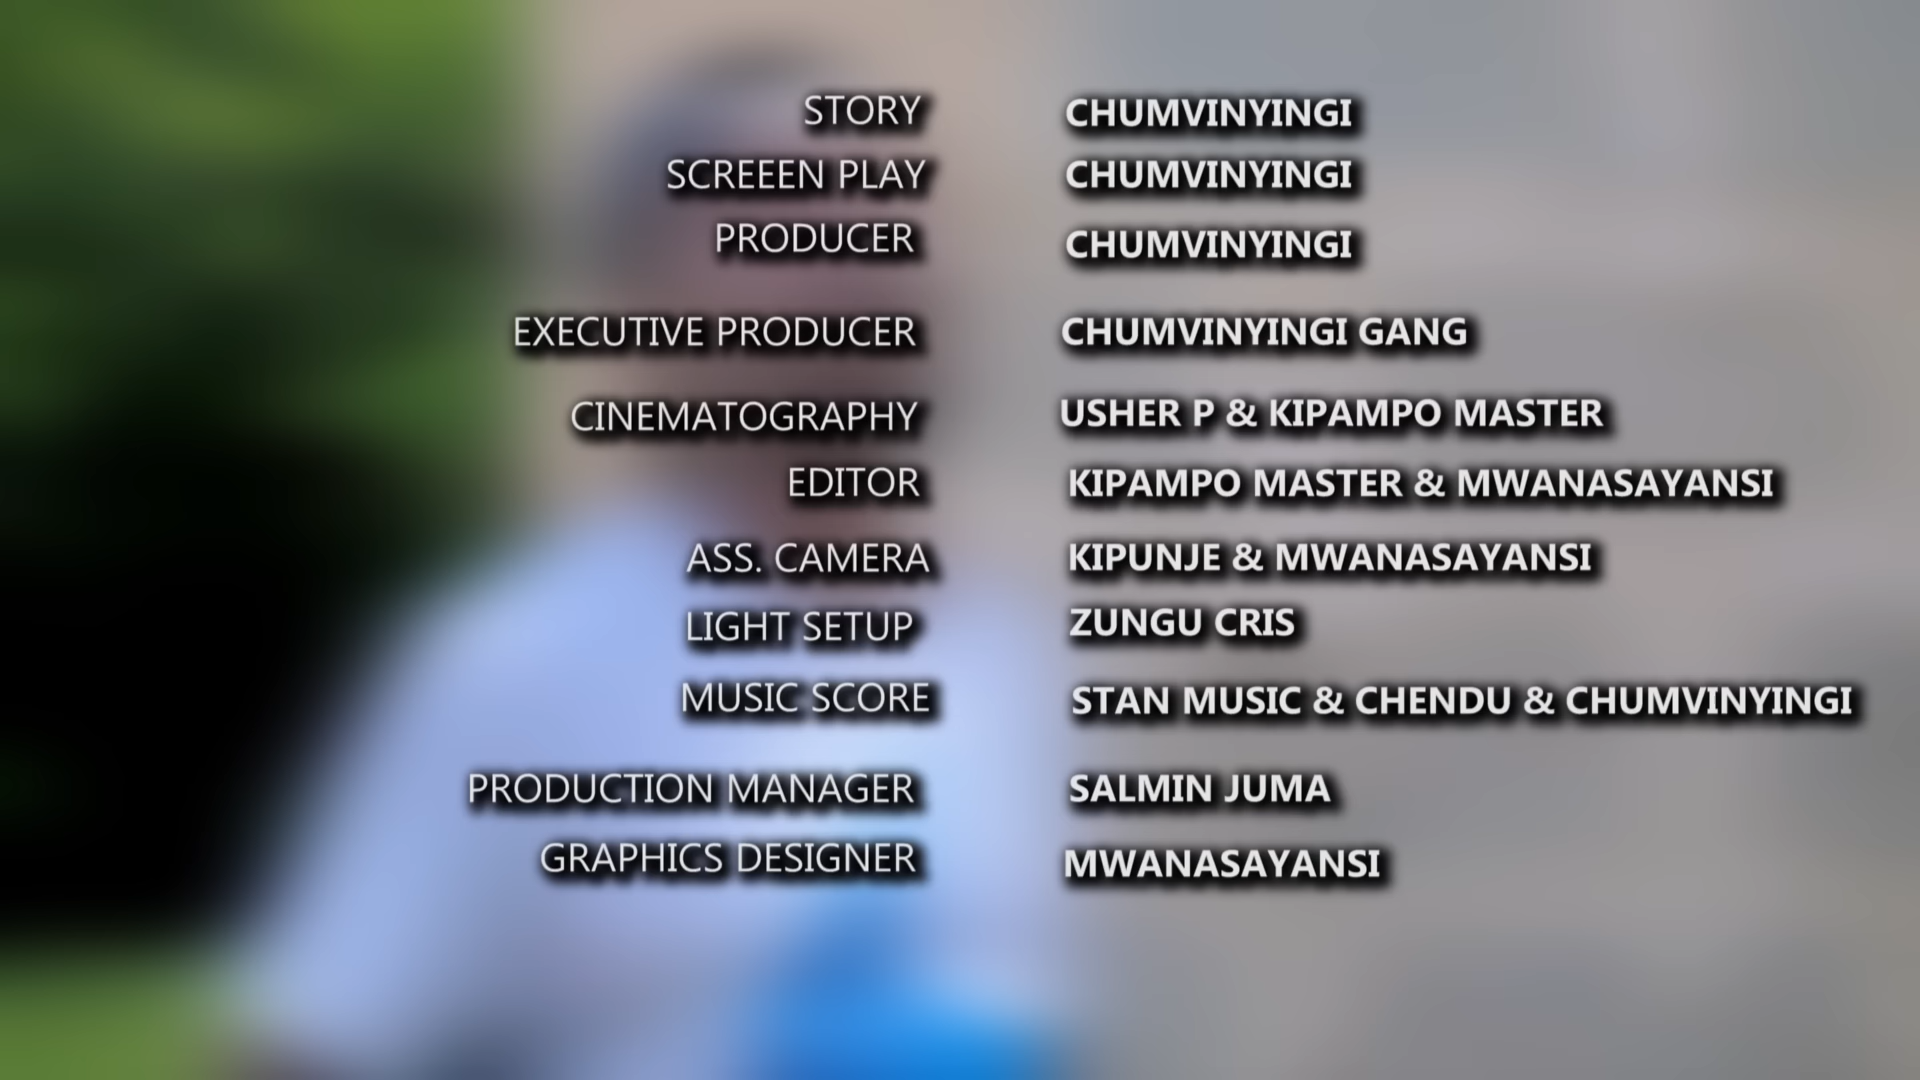 STORY CHUMVINYINGI
SCREEEN PLAY CHUMVINYINGI
PRODUCER CHUMVINYINGI
EXECUTIVE PRODUCER CHUMVINYINGI GANG
CINEMATOGRAPHY USHER P & KIPAMPO MASTER
EDITOR KIPAMPO MASTER & MWANASAYANSI
ASS. CAMERA KIPUNJE & MWANASAYANSI
LIGHT SETUP ZUNGU CRIS
MUSIC SCORE STAN MUSIC & CHENDU & CHUMVINYINGI
PRODUCTION MANAGER SALMIN JUMA
GRAPHICS DESIGNER MWANASAYANSI